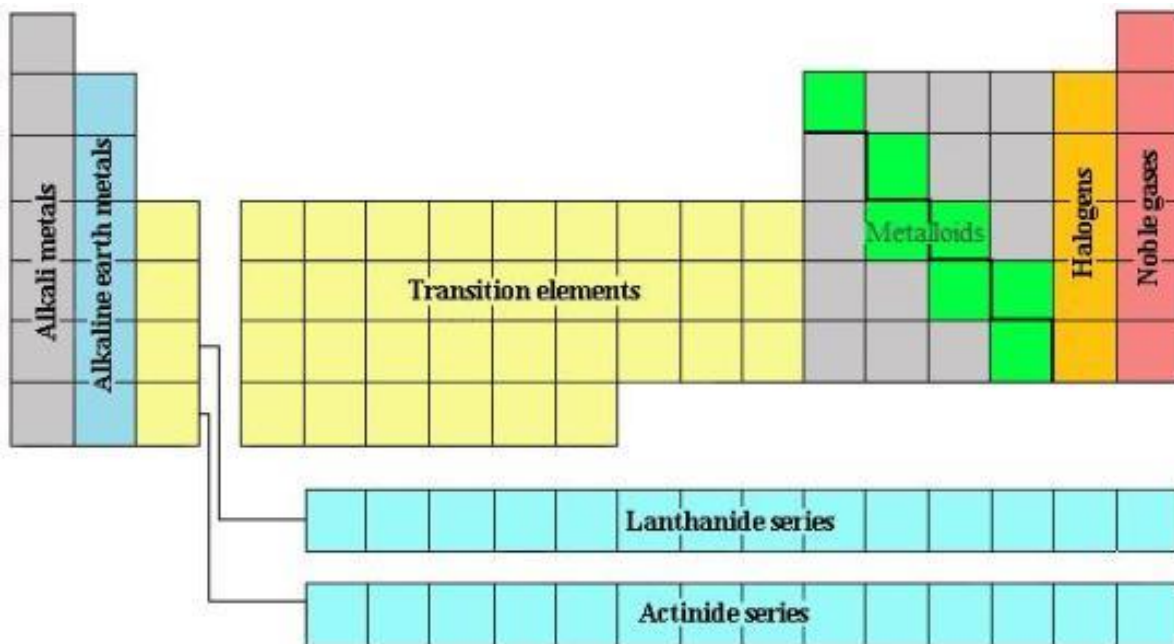 Alkali metals
Alkaline earth metals
Transition elements
Metalloids
Halogens
Noble gases
Lanthanide series
Actinide series